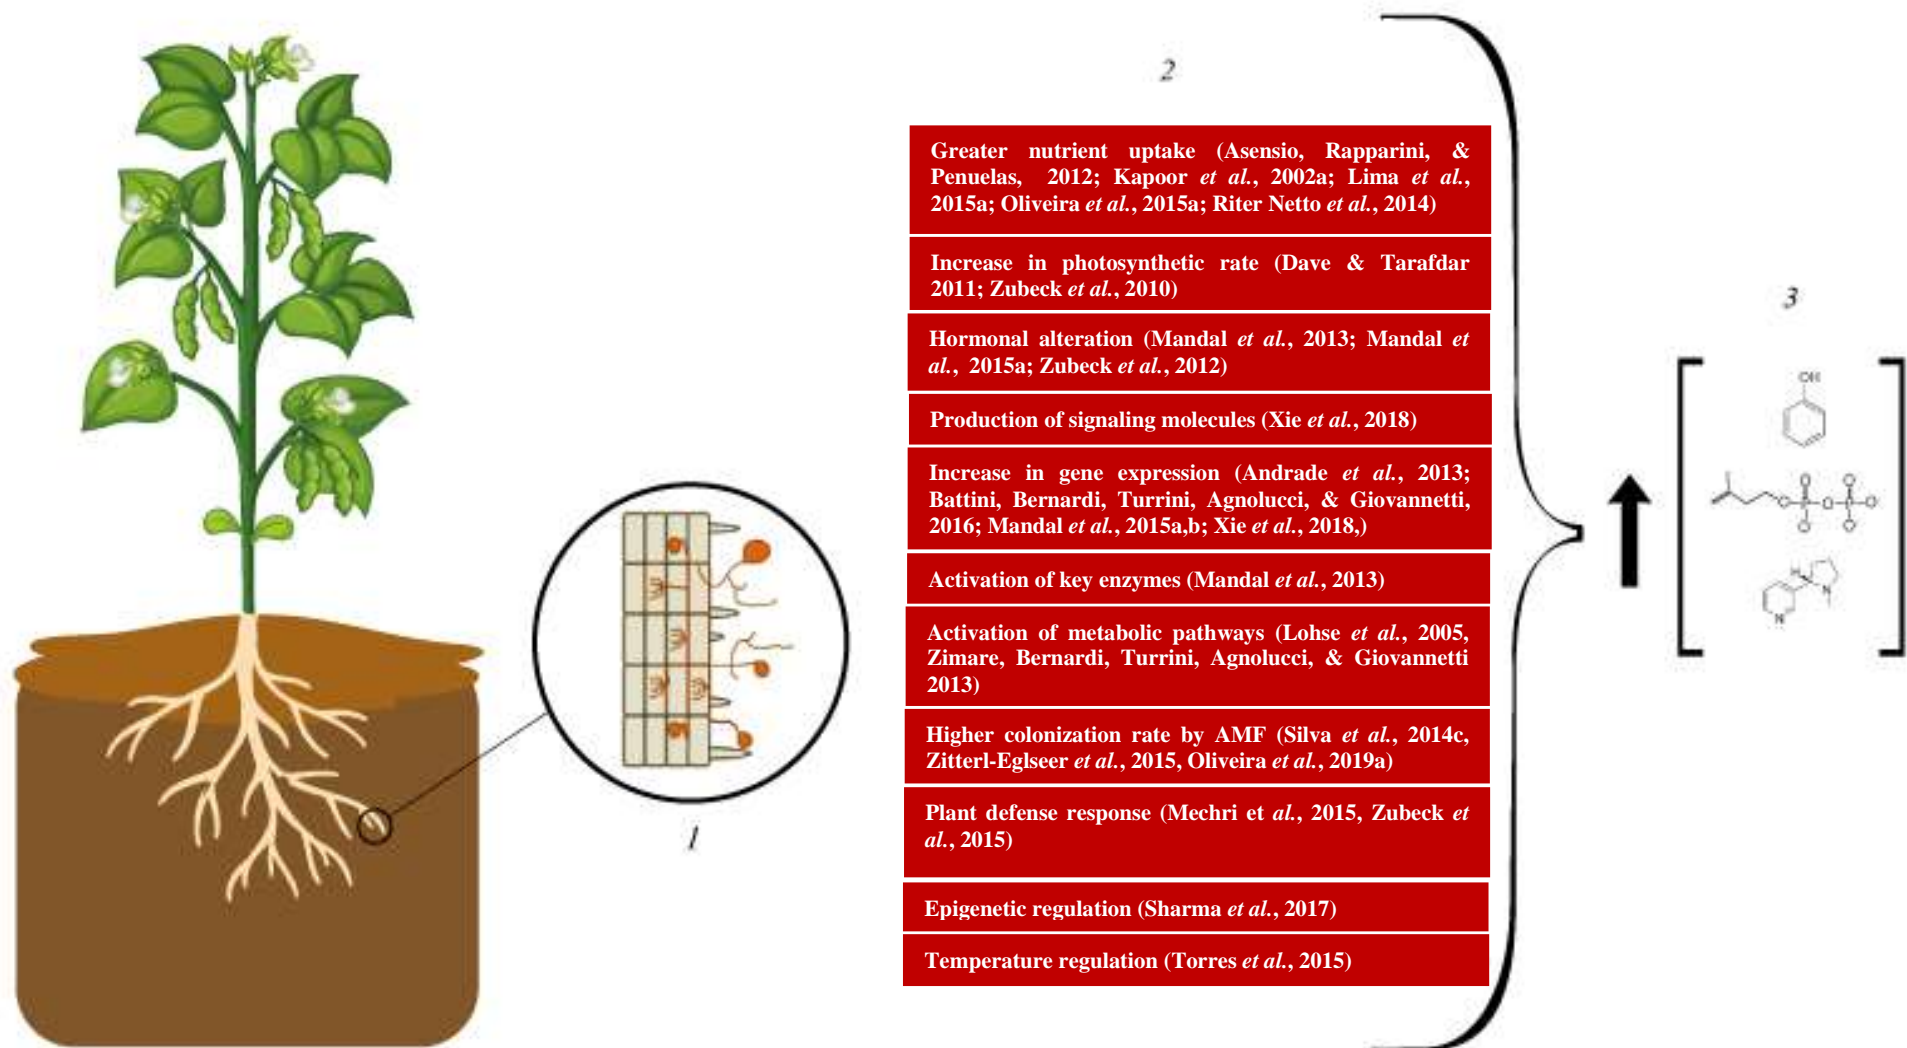 2
Greater nutrient uptake (Asensio, Rapparini, &
Penuelas, 2012; Kapoor et al., 2002a; Lima et al.,
2015a; Oliveira et al., 2015a; Riter Netto et al., 2014)
Increase in photosynthetic rate (Dave & Tarafdar
2011; Zubeck et al., 2010)
Hormonal alteration (Mandal et al., 2013; Mandal et
al., 2015a; Zubeck et al., 2012)
Production of signaling molecules (Xie et al., 2018)
Increase in gene expression (Andrade et al., 2013;
Battini, Bernardi, Turrini, Agnolucci, & Giovannetti,
2016; Mandal et al., 2015a,b; Xie et al., 2018,)
Activation of key enzymes (Mandal et al., 2013)
Activation of metabolic pathways (Lohse et al., 2005,
Zimare, Bernardi, Turrini, Agnolucci, & Giovannetti
2013)
Higher colonization rate by AMF (Silva et al., 2014c,
Zitterl-Eglseer et al., 2015, Oliveira et al., 2019a)
Plant defense response (Mechri et al., 2015, Zubeck et
al., 2015)
Epigenetic regulation (Sharma et al., 2017)
Temperature regulation (Torres et al., 2015)
1
3
OH
H
N
N